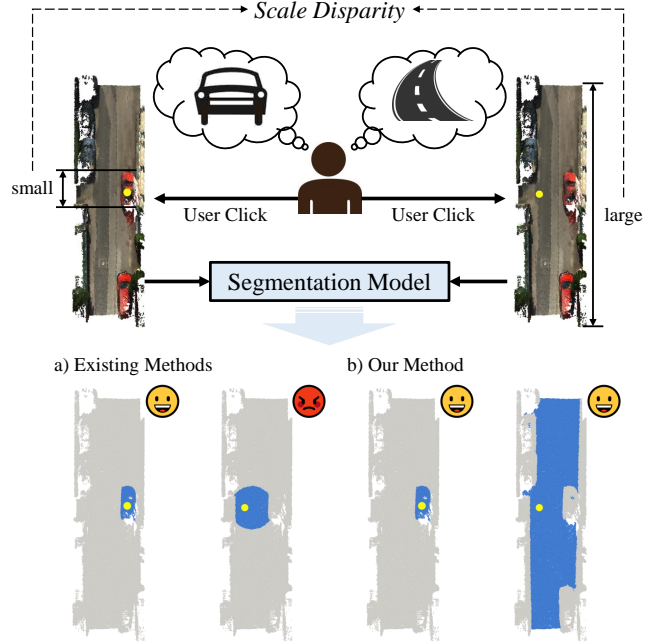 Scale Disparity
small
User Click
User Click
large
Segmentation Model
a) Existing Methods
b) Our Method